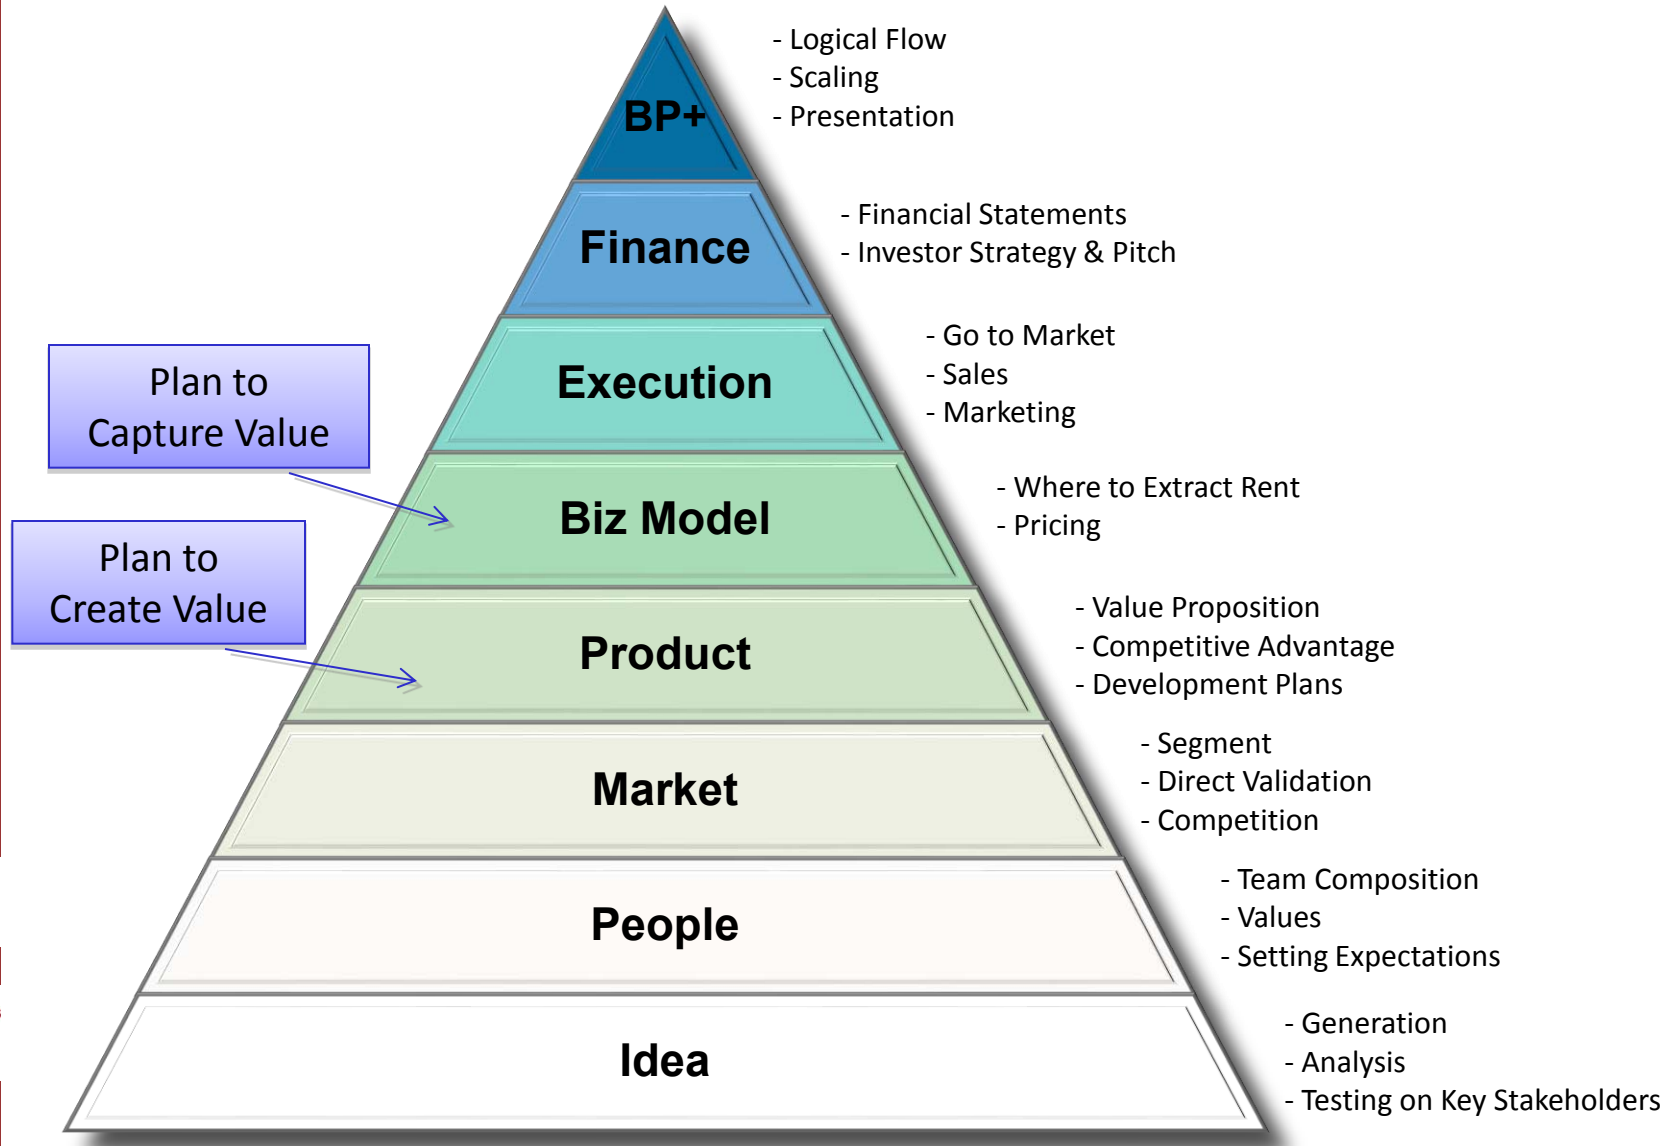 BP+
- Logical Flow
- Scaling
- Presentation
Finance
- Financial Statements
- Investor Strategy & Pitch
Execution
- Go to Market
- Sales
- Marketing
Plan to
Capture Value
Biz Model
- Where to Extract Rent
- Pricing
Plan to
Create Value
Product
- Value Proposition
- Competitive Advantage
- Development Plans
Market
- Segment
- Direct Validation
- Competition
People
- Team Composition
- Values
- Setting Expectations
Idea
- Generation
- Analysis
- Testing on Key Stakeholders